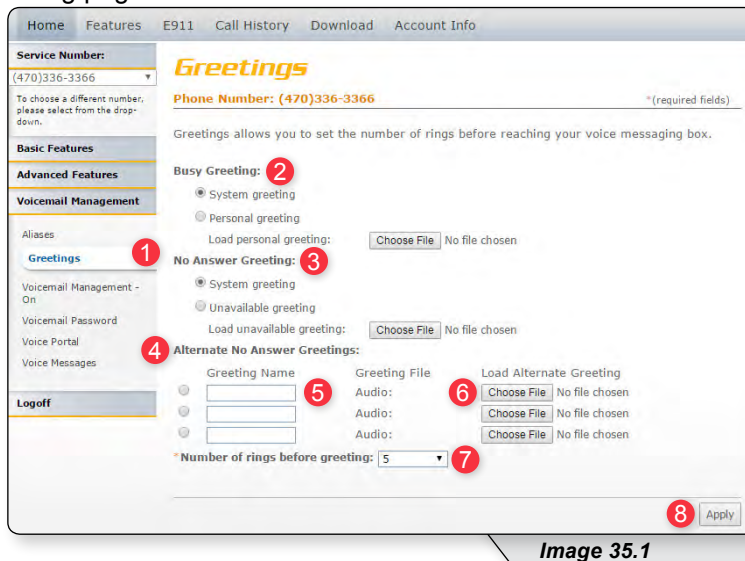 Home Features E911 Call History Download Account Info
Service Number:
(470)336-3366
To choose a different number,
please select from the drop-
down.
Basic Features
Advanced Features
Voicemail Management
Aliases
Greetings 1
Voicemail Management -
On
Voicemail Password
Voice Portal
Voice Messages
Logoff
Greetings
Phone Number: (470)336-3366 *(required fields)
Greetings allows you to set the number of rings before reaching your voice messaging box.
Busy Greeting: 2
System greeting
Personal greeting
Load personal greeting: Choose File No file chosen
No Answer Greeting: 3
System greeting
Unavailable greeting
Load unavailable greeting: Choose File No file chosen
4 Alternate No Answer Greetings:
Greeting Name Greeting File Load Alternate Greeting
5 Audio: 6 Choose File No file chosen
Audio: Choose File No file chosen
Audio: Choose File No file chosen
*Number of rings before greeting: 5 7
8 Apply
Image 35.1